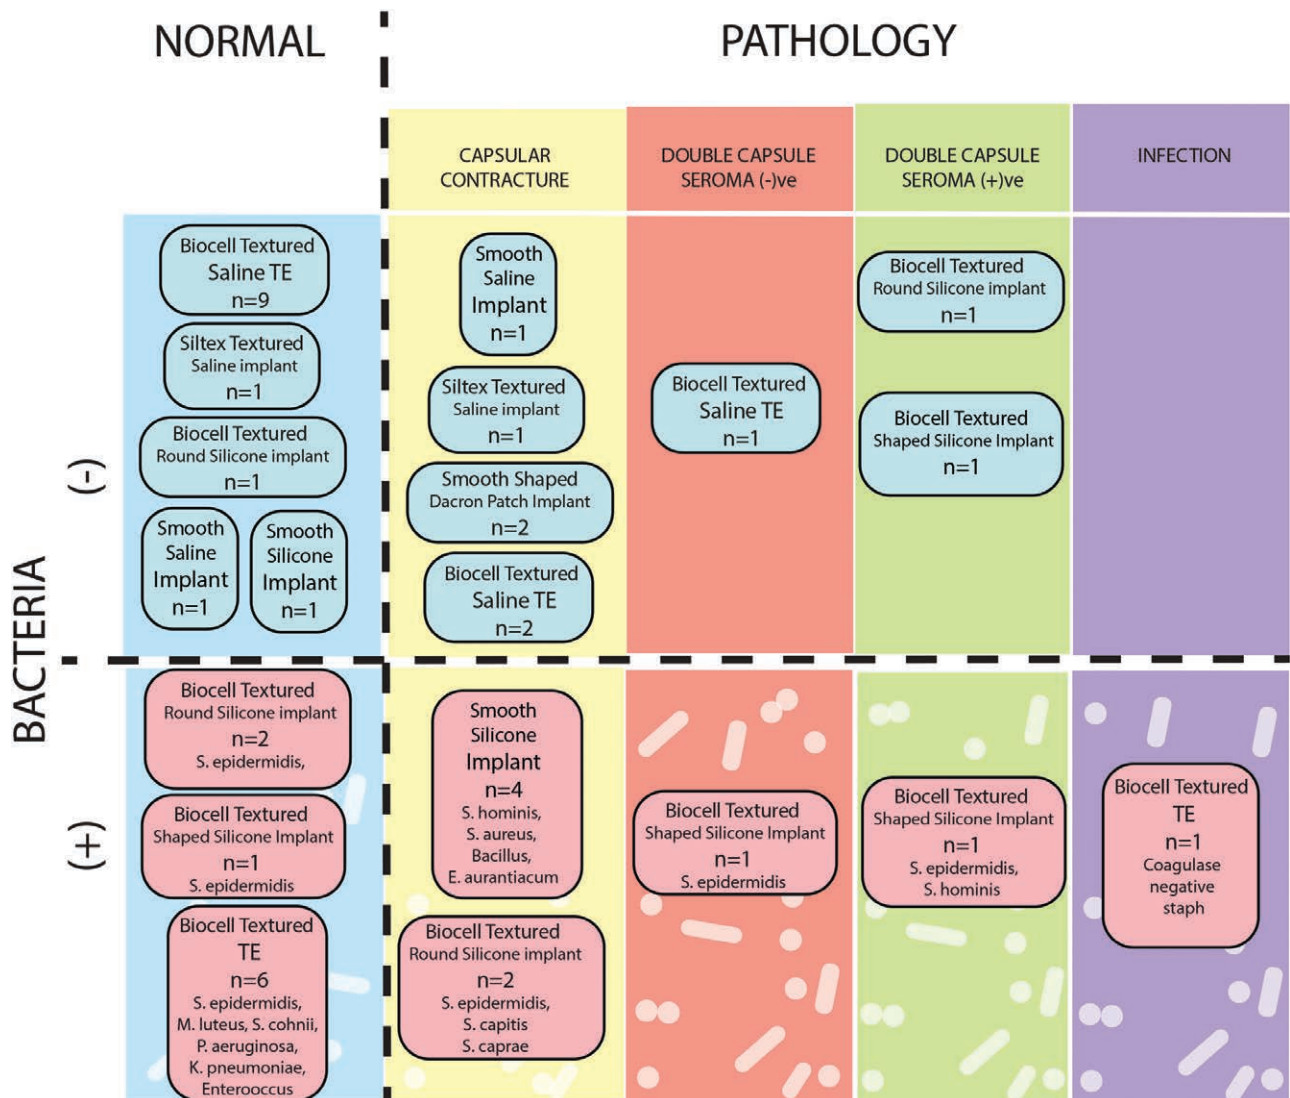 NORMAL
PATHOLOGY
CAPSULAR
CONTRACTURE
DOUBLE CAPSULE
SEROMA (-)ve
DOUBLE CAPSULE
SEROMA (+)ve
INFECTION
BACTERIA
(-)
Biocell Textured
Saline TE
n=9
Siltex Textured
Saline implant
n=1
Biocell Textured
Round Silicone implant
n=1
Smooth
Saline
Implant
n=1
Smooth
Silicone
Implant
n=1
Smooth
Saline
Implant
n=1
Siltex Textured
Saline implant
n=1
Smooth Shaped
Dacron Patch Implant
n=2
Biocell Textured
Saline TE
n=2
Biocell Textured
Saline TE
n=1
Biocell Textured
Round Silicone implant
n=1
Biocell Textured
Shaped Silicone Implant
n=1
(+)
Biocell Textured
Round Silicone implant
n=2
S. epidermidis,
Biocell Textured
Shaped Silicone Implant
n=1
S. epidermidis
Biocell Textured
TE
n=6
S. epidermidis,
M. luteus, S. cohnii,
P. aeruginosa,
K. pneumoniae,
Enterooccus
Smooth
Silicone
Implant
n=4
S. hominis,
S. aureus,
Bacillus,
E. aurantiacum
Biocell Textured
Round Silicone implant
n=2
S. epidermidis,
S. capitis
S. caprae
Biocell Textured
Shaped Silicone Implant
n=1
S. epidermidis
Biocell Textured
Shaped Silicone Implant
n=1
S. epidermidis,
S. hominis
Biocell Textured
TE
n=1
Coagulase
negative
staph